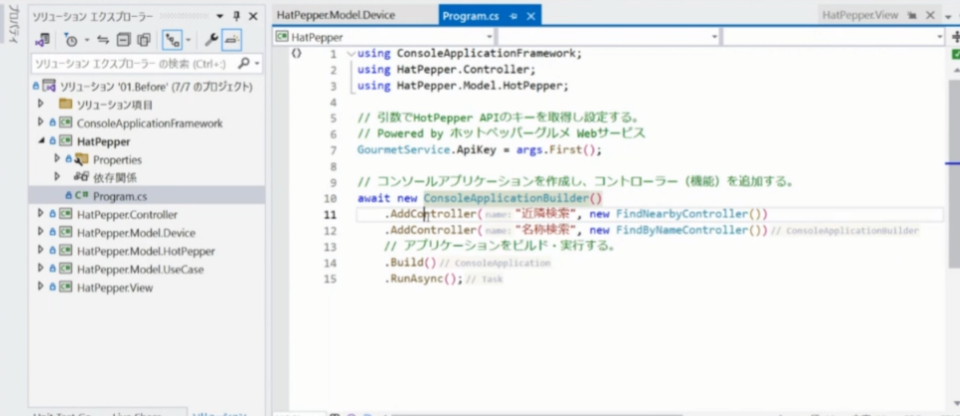 プロパティ
ソリューション エクスプローラー
ソリューション エクスプローラー の検索 (Ctrl+;)
ソリューション '01.Before' (7/7 のプロジェクト)
ソリューション項目
ConsoleApplicationFramework
HatPepper
Properties
依存関係
C# Program.cs
HatPepper.Controller
HatPepper.Model.Device
HatPepper.Model.HotPepper
HatPepper.Model.UseCase
HatPepper.View
HatPepper.Model.Device
Program.cs
HatPepper.View
HatPepper
1 using ConsoleApplicationFramework;
2 using HatPepper.Controller;
3 using HatPepper.Model.HotPepper;
4
5 // 引数でHotPepper APIのキーを取得し設定する。
6 // Powered by ホットペッパーグルメ Webサービス
7 GourmetService.ApiKey = args.First();
8
9 // コンソールアプリケーションを作成し、コントローラー（機能）を追加する。
10 await new ConsoleApplicationBuilder()
11 .AddController( name: "近隣検索", new FindNearbyController())
12 .AddController( name: "名称検索", new FindByNameController()) // ConsoleApplicationBuilder
13 // アプリケーションをビルド・実行する。
14 .Build() // ConsoleApplication
15 .RunAsync(); // Task